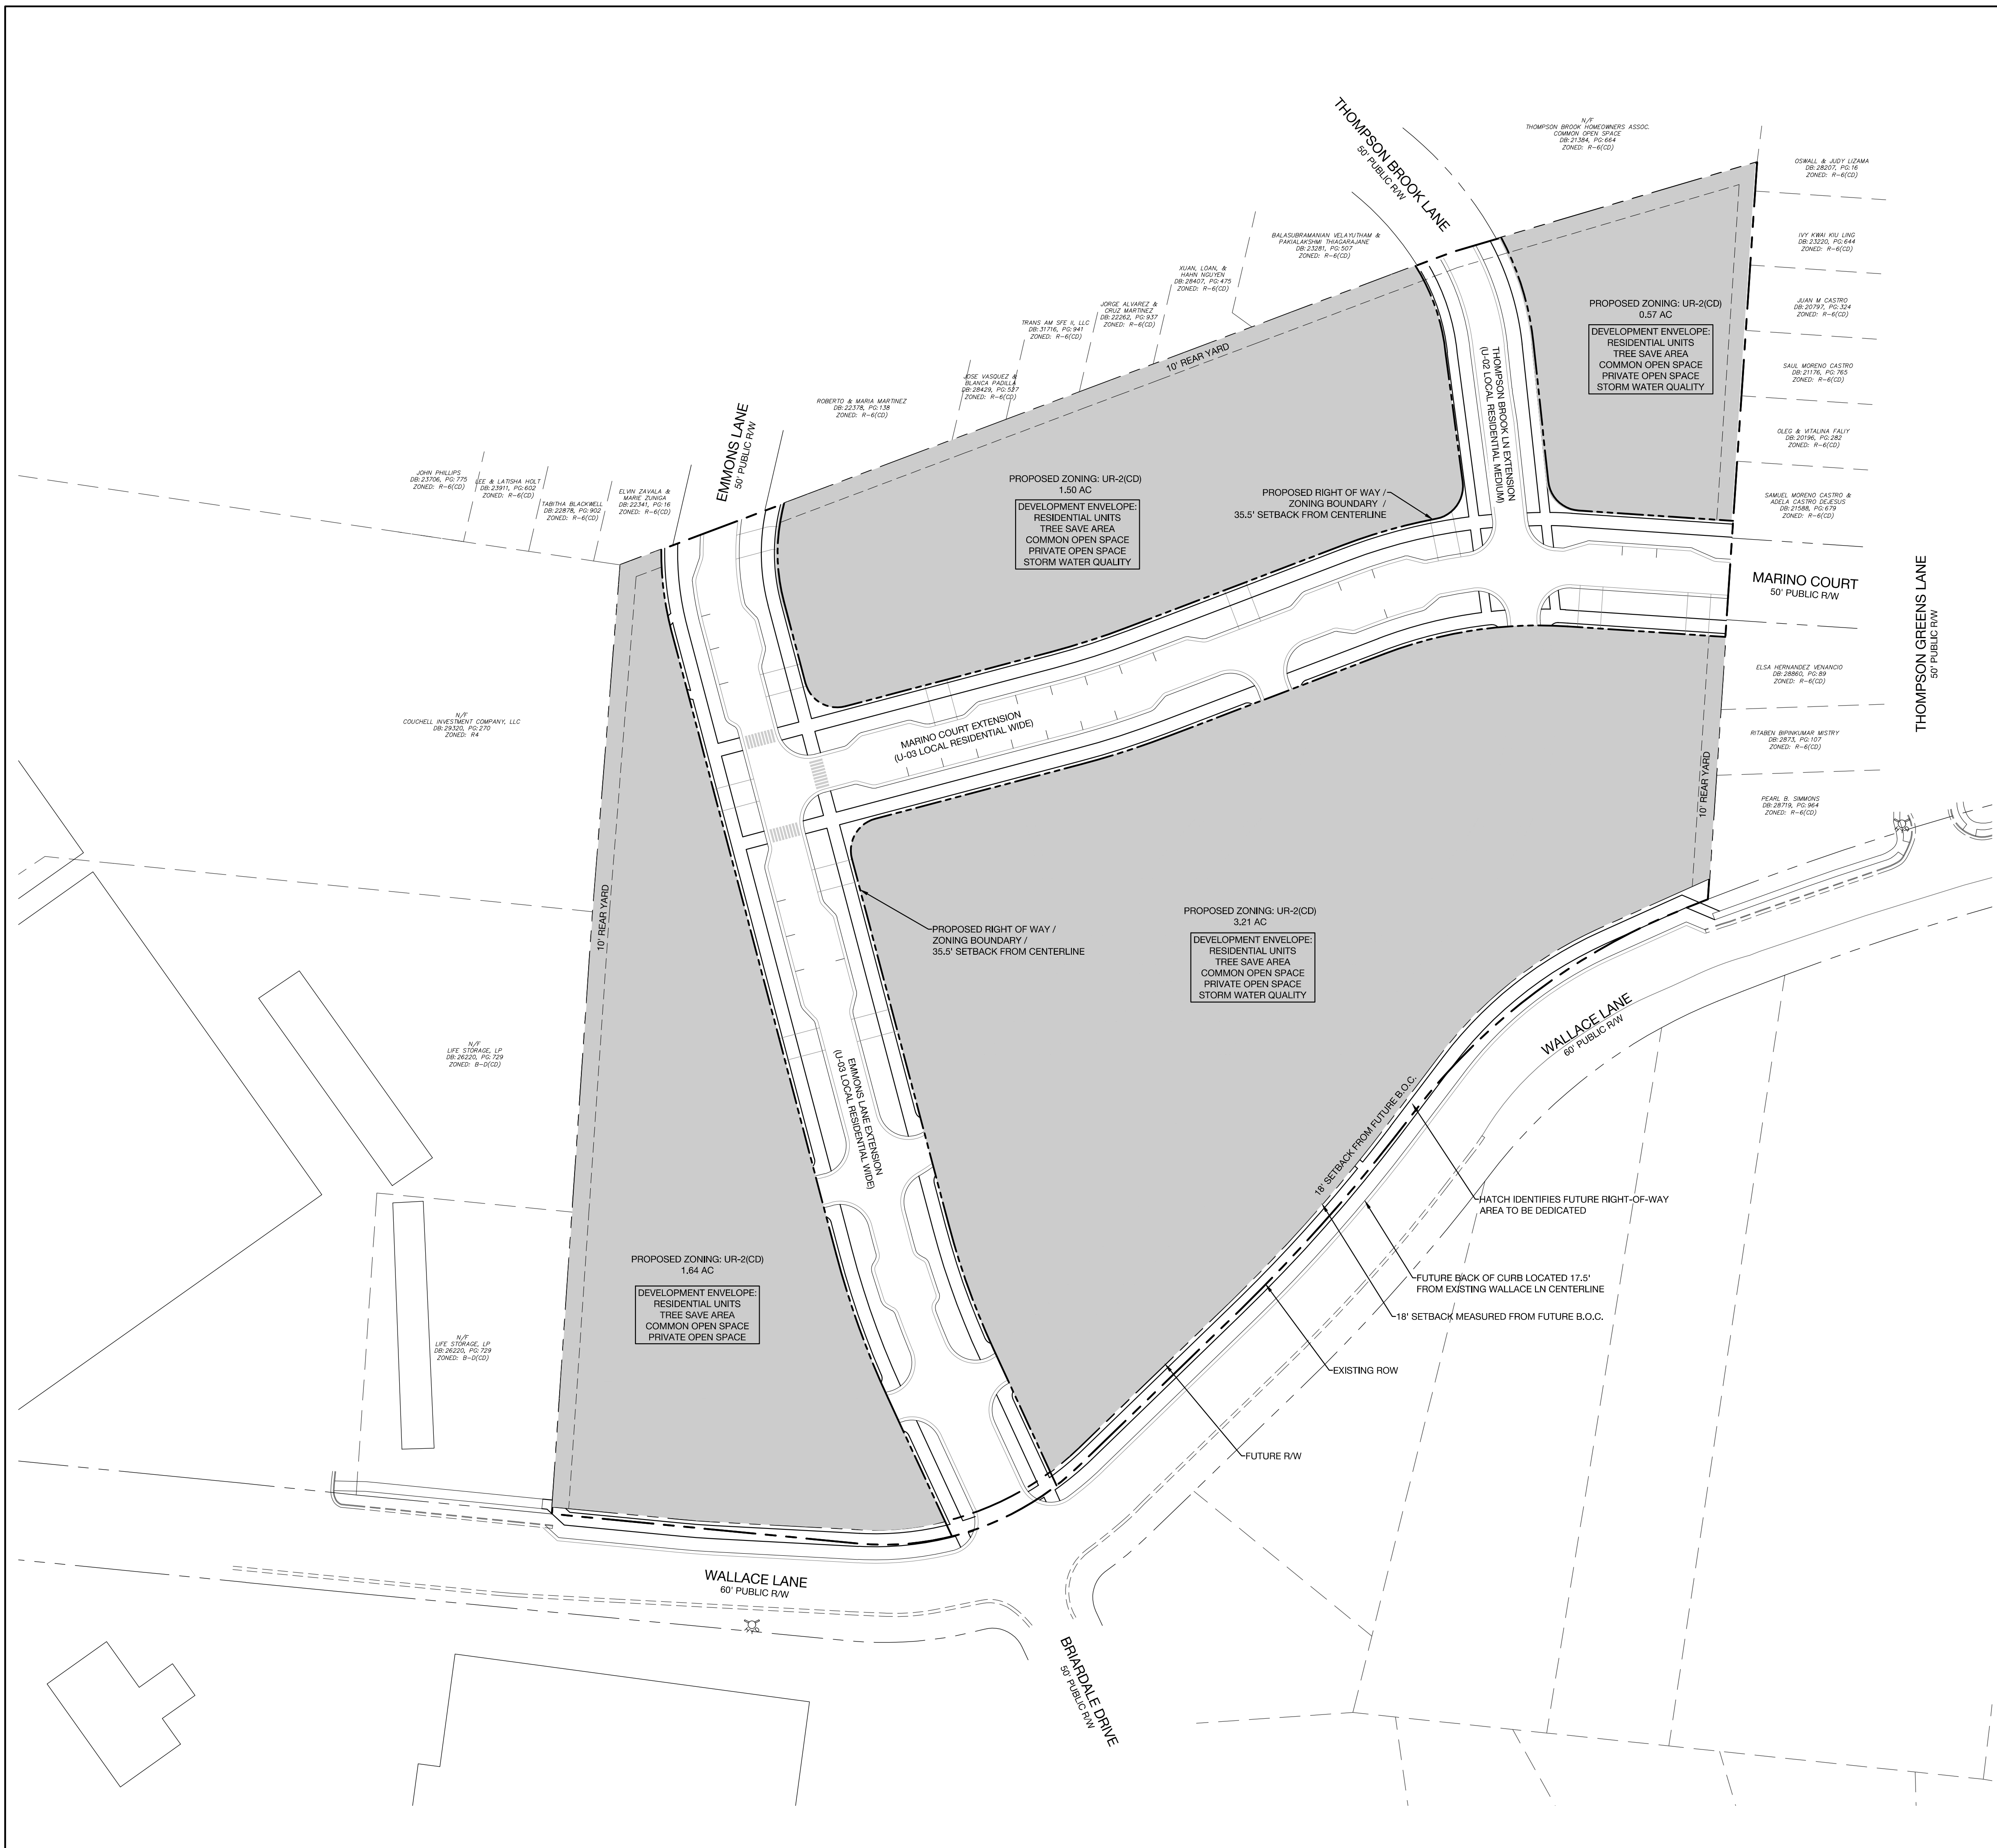 THOMPSON BROOK LANE
50' PUBLIC R/W
N/F
THOMPSON BROOK HOMEOWNERS ASSOC.
COMMON OPEN SPACE
DB: 21384, PG: 664
ZONED: R-6(CD)
OSWALL & JUDY LIZAMA
DB: 28207, PG: 16
ZONED: R-6(CD)
BALASUBRAMANIAN VELAYUTHAM &
PAKIALAKSHMI THIAGARAJANE
DB: 23281, PG: 507
ZONED: R-6(CD)
IVY KWAI KIU LING
DB: 23220, PG: 644
ZONED: R-6(CD)
XUAN, LOAN, &
HAHN NGUYEN
DB: 28407, PG: 475
ZONED: R-6(CD)
JORGE ALVAREZ &
CRUZ MARTINEZ
DB: 22262, PG: 937
ZONED: R-6(CD)
TRANS AM SFE II, LLC
DB: 31716, PG: 941
ZONED: R-6(CD)
JUAN M CASTRO
DB: 20797, PG: 324
ZONED: R-6(CD)
PROPOSED ZONING: UR-2(CD)
0.57 AC
DEVELOPMENT ENVELOPE:
RESIDENTIAL UNITS
TREE SAVE AREA
COMMON OPEN SPACE
PRIVATE OPEN SPACE
STORM WATER QUALITY
10' REAR YARD
THOMPSON BROOK LN EXTENSION
(U-02 LOCAL RESIDENTIAL MEDIUM)
SAUL MORENO CASTRO
DB: 21176, PG: 765
ZONED: R-6(CD)
JOSE VASQUEZ &
BLANCA PADILLA
DB: 28429, PG: 527
ZONED: R-6(CD)
ROBERTO & MARIA MARTINEZ
DB: 22378, PG: 138
ZONED: R-6(CD)
EMMONS LANE
50' PUBLIC R/W
OLEG & VITALINA FALIY
DB: 20196, PG: 282
ZONED: R-6(CD)
JOHN PHILLIPS
DB: 23706, PG: 775
ZONED: R-6(CD)
LEE & LATISHA HOLT
DB: 23911, PG: 602
ZONED: R-6(CD)
TABITHA BLACKWELL
DB: 22878, PG: 902
ZONED: R-6(CD)
ELVIN ZAVALA &
MARIE ZUNIGA
DB: 22341, PG: 16
ZONED: R-6(CD)
PROPOSED ZONING: UR-2(CD)
1.50 AC
DEVELOPMENT ENVELOPE:
RESIDENTIAL UNITS
TREE SAVE AREA
COMMON OPEN SPACE
PRIVATE OPEN SPACE
STORM WATER QUALITY
PROPOSED RIGHT OF WAY /
ZONING BOUNDARY /
35.5' SETBACK FROM CENTERLINE
SAMUEL MORENO CASTRO &
ADELA CASTRO DEJESUS
DB: 21588, PG: 679
ZONED: R-6(CD)
MARINO COURT
50' PUBLIC R/W
THOMPSON GREENS LANE
50' PUBLIC R/W
ELSA HERNANDEZ VENANCIO
DB: 28860, PG: 89
ZONED: R-6(CD)
N/F
COUCHELL INVESTMENT COMPANY, LLC
DB: 29320, PG: 270
ZONED: R4
MARINO COURT EXTENSION
(U-03 LOCAL RESIDENTIAL WIDE)
RITABEN BIPINKUMAR MISTRY
DB: 2873, PG: 107
ZONED: R-6(CD)
10' REAR YARD
PEARL B. SIMMONS
DB: 28719, PG: 964
ZONED: R-6(CD)
10' REAR YARD
PROPOSED RIGHT OF WAY /
ZONING BOUNDARY /
35.5' SETBACK FROM CENTERLINE
PROPOSED ZONING: UR-2(CD)
3.21 AC
DEVELOPMENT ENVELOPE:
RESIDENTIAL UNITS
TREE SAVE AREA
COMMON OPEN SPACE
PRIVATE OPEN SPACE
STORM WATER QUALITY
WALLACE LANE
60' PUBLIC R/W
N/F
LIFE STORAGE, LP
DB: 26220, PG: 729
ZONED: B-D(CD)
EMMONS LANE EXTENSION
(U-03 LOCAL RESIDENTIAL WIDE)
18' SETBACK FROM FUTURE B.O.C.
HATCH IDENTIFIES FUTURE RIGHT-OF-WAY
AREA TO BE DEDICATED
PROPOSED ZONING: UR-2(CD)
1.64 AC
DEVELOPMENT ENVELOPE:
RESIDENTIAL UNITS
TREE SAVE AREA
COMMON OPEN SPACE
PRIVATE OPEN SPACE
FUTURE BACK OF CURB LOCATED 17.5'
FROM EXISTING WALLACE LN CENTERLINE
18' SETBACK MEASURED FROM FUTURE B.O.C.
N/F
LIFE STORAGE, LP
DB: 26220, PG: 729
ZONED: B-D(CD)
EXISTING ROW
FUTURE R/W
WALLACE LANE
60' PUBLIC R/W
BRIARDALE DRIVE
50' PUBLIC R/W